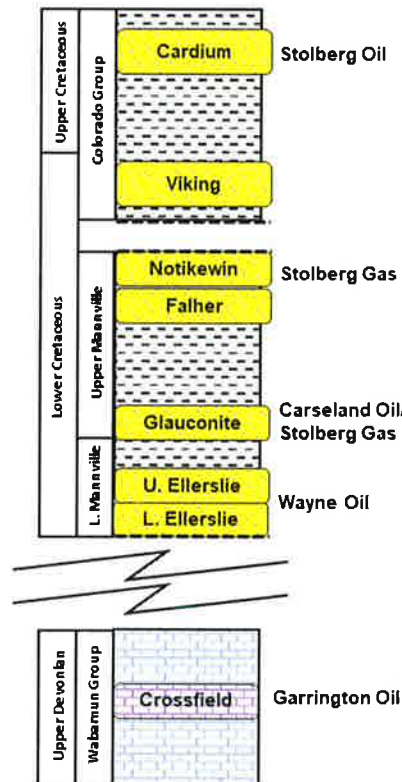 Upper Cretaceous
Colorado Group
Cardium
Stolberg Oil
Viking
Lower Cretaceous
Upper Mannville
Notikewin
Stolberg Gas
Falher
Glauconite
Carseland Oil/
Stolberg Gas
L. Mannville
U. Ellerslie
L. Ellerslie
Wayne Oil
Upper Devonian
Wabamun Group
Crossfield
Garrington Oil